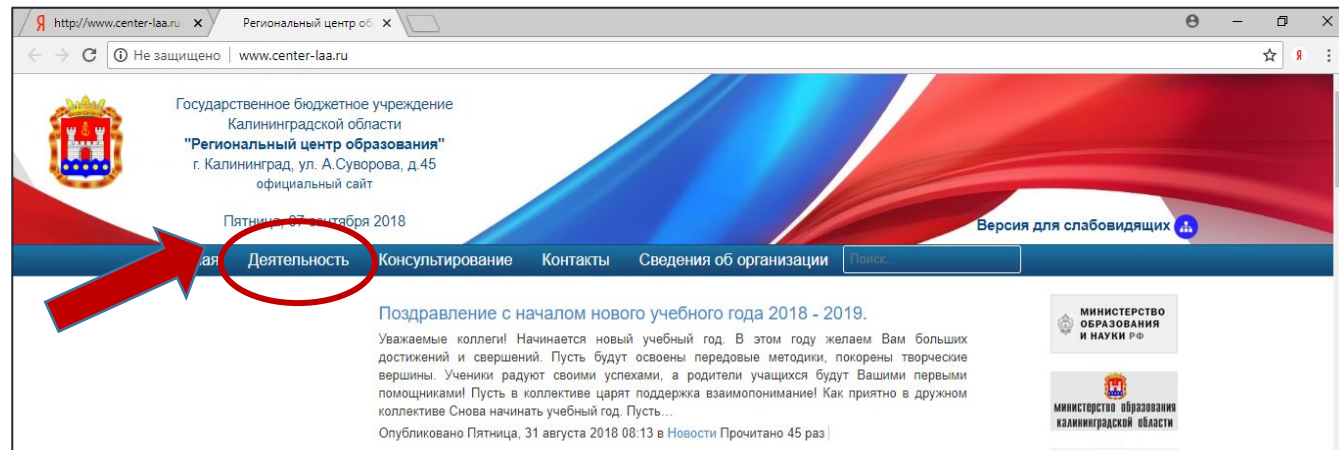 http://www.center-laa.ru
Региональный центр об
Не защищено | www.center-laa.ru
Государственное бюджетное учреждение
Калининградской области
"Региональный центр образования"
г. Калининград, ул. А.Суворова, д.45
официальный сайт
Пятница, 07 сентября 2018
Версия для слабовидящих
Деятельность Консультирование Контакты Сведения об организации Поиск...
Поздравление с началом нового учебного года 2018 - 2019.
Уважаемые коллеги! Начинается новый учебный год. В этом году желаем Вам больших
достижений и свершений. Пусть будут освоены передовые методики, покорены творческие
вершины. Ученики радуют своими успехами, а родители учащихся будут Вашими первыми
помощниками! Пусть в коллективе царят поддержка взаимопонимание! Как приятно в дружном
коллективе Снова начинать учебный год. Пусть...
Опубликовано Пятница, 31 августа 2018 08:13 в Новости Прочитано 45 раз
МИНИСТЕРСТВО
ОБРАЗОВАНИЯ
И НАУКИ РФ
министерство образования
калининградской области